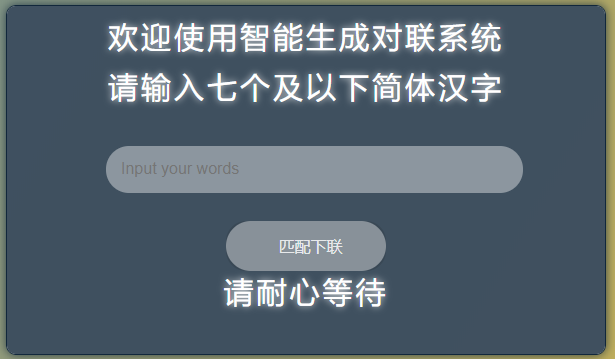 欢迎使用智能生成对联系统
请输入七个及以下简体汉字
Input your words
匹配下联
请耐心等待